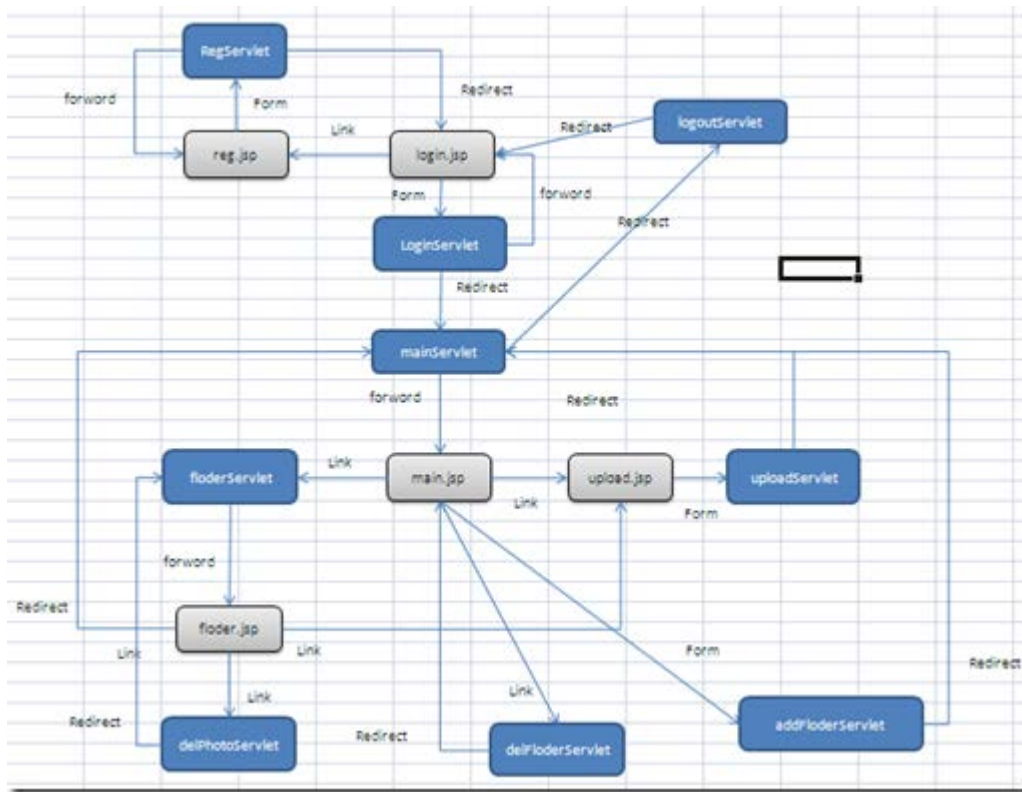 RegServlet
Redirect
forword
Form
logoutServlet
Redirect
Link
reg.jsp
login.jsp
Form
forword
Redirect
LoginServlet
Redirect
mainServlet
forword
Redirect
Link
floderServlet
main.jsp
upload.jsp
uploadServlet
Link
Form
forword
Redirect
floder.jsp
Link
Link
Form
Redirect
Link
Link
Redirect
Redirect
addFloderServlet
delPhotoServlet
delFloderServlet